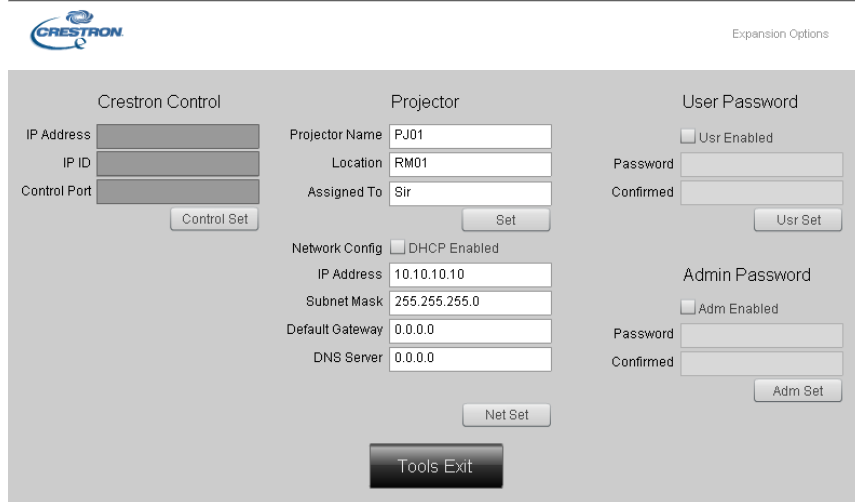 CRESTRON
Expansion Options
Crestron Control
IP Address
IP ID
Control Port
Control Set
Projector
Projector Name PJ01
Location RM01
Assigned To Sir
Set
Network Config DHCP Enabled
IP Address 10.10.10.10
Subnet Mask 255.255.255.0
Default Gateway 0.0.0.0
DNS Server 0.0.0.0
Net Set
User Password
Usr Enabled
Password
Confirmed
Usr Set
Admin Password
Adm Enabled
Password
Confirmed
Adm Set
Tools Exit